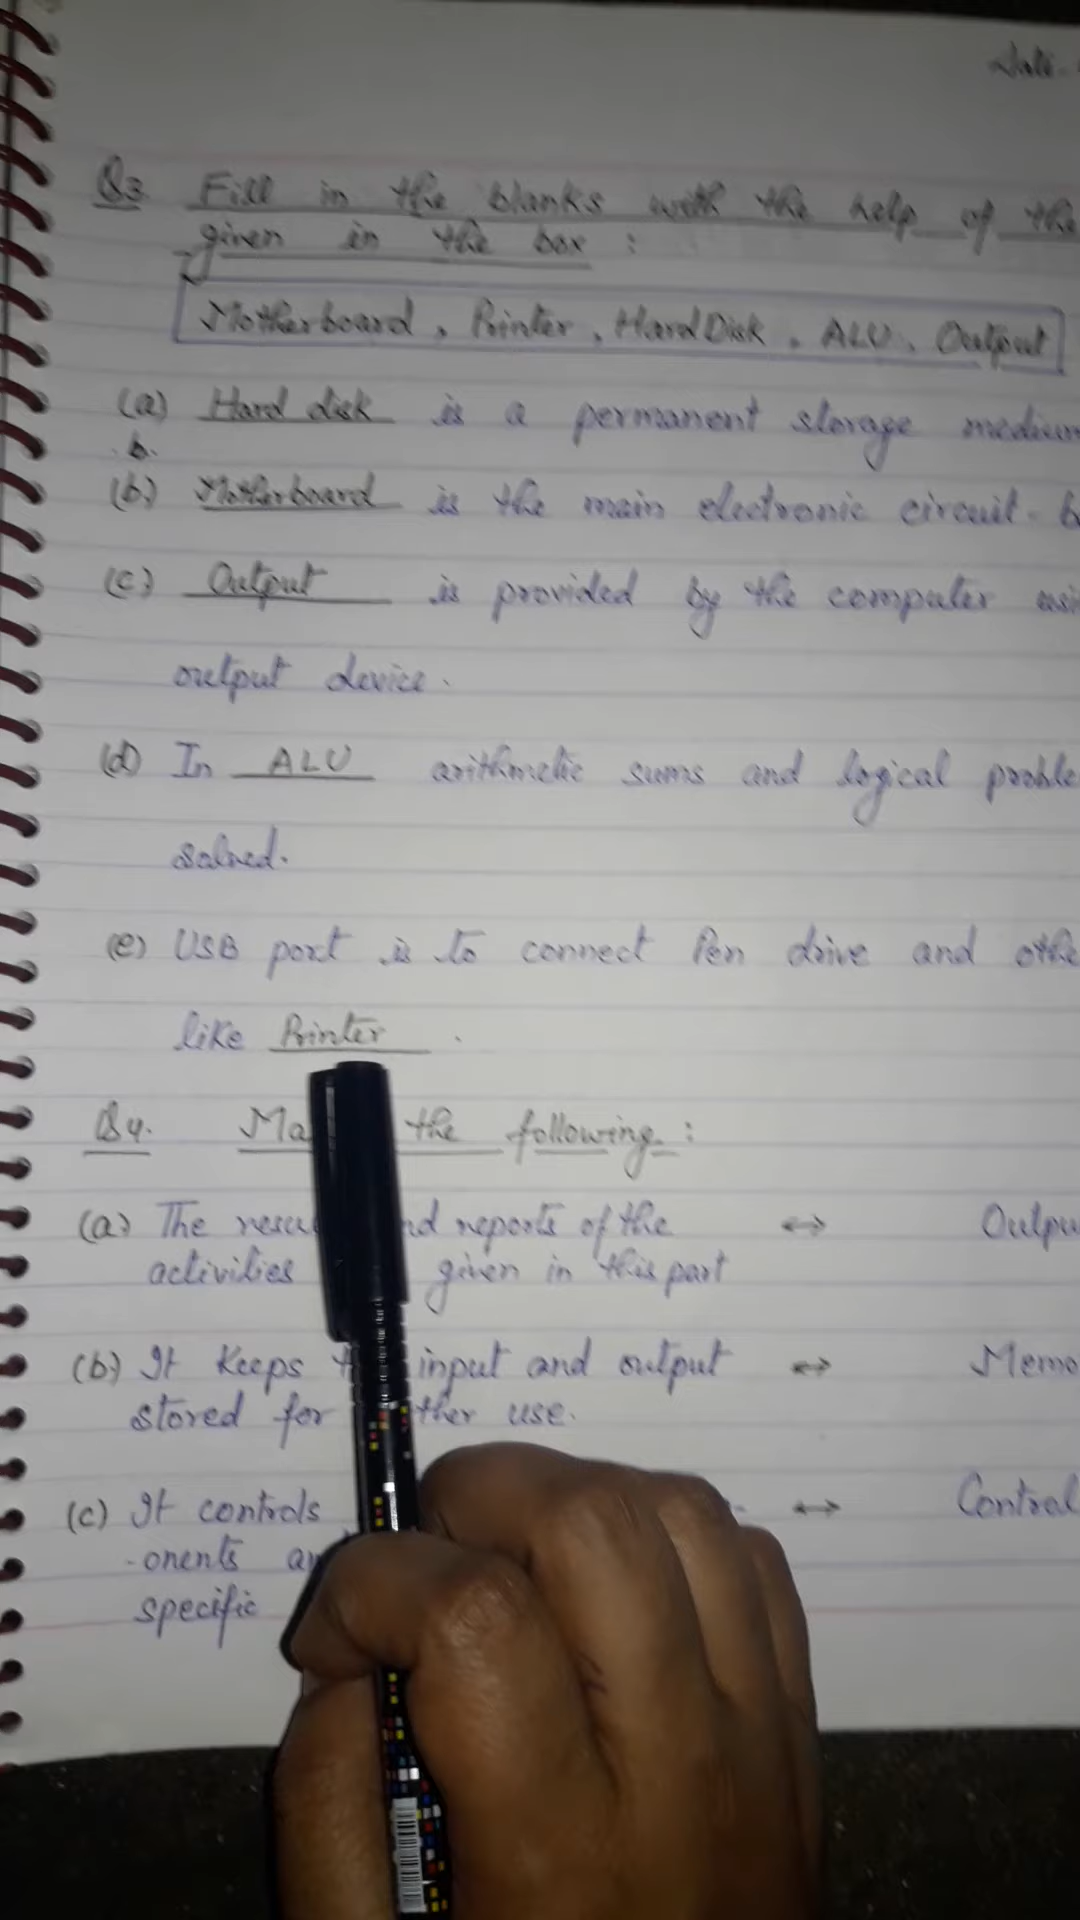 Date
Q3 Fill in the blanks with the help of the
given in the box :
Motherboard, Printer, Hard Disk, ALU, Output
(a) Hard disk is a permanent storage medium
b.
(b) Motherboard is the main electronic circuit
(c) Output is provided by the computer
output device.
(d) In ALU arithmetic sums and logical
solved.
(e) USB port is to connect Pen drive and
like Printer .
Q4. the following :
(a) The reports of the ↔
activities given in this part
(b) It keeps input and output ↔
stored for use.
(c) It controls ↔ Control
-onents
specific